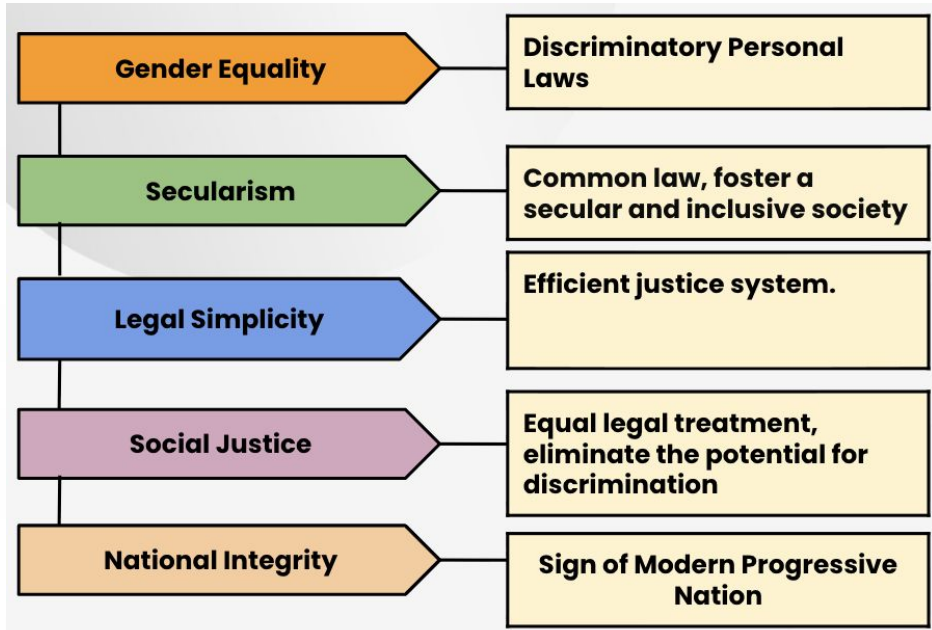 Gender Equality
Discriminatory Personal
Laws
Secularism
Common law, foster a
secular and inclusive society
Legal Simplicity
Efficient justice system.
Social Justice
Equal legal treatment,
eliminate the potential for
discrimination
National Integrity
Sign of Modern Progressive
Nation